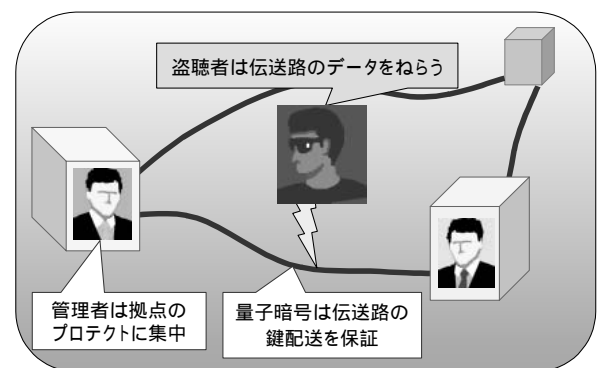 盗聴者は伝送路のデータをねらう
管理者は拠点の
プロテクトに集中
量子暗号は伝送路の
鍵配送を保証